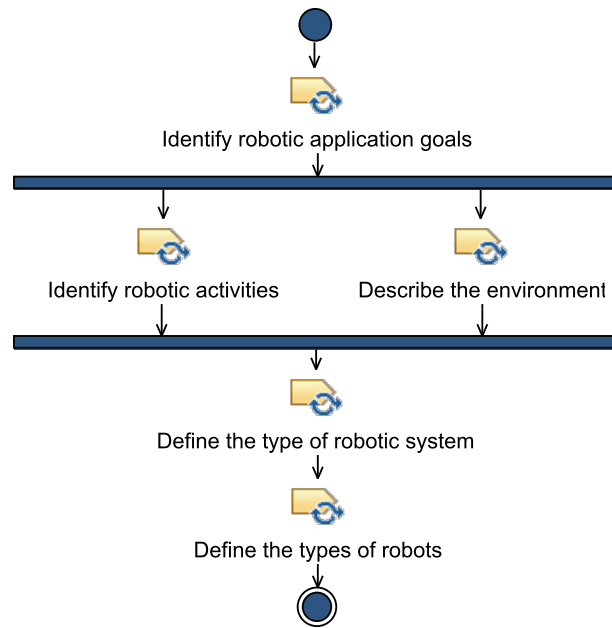 Identify robotic application goals
Identify robotic activities
Describe the environment
Define the type of robotic system
Define the types of robots